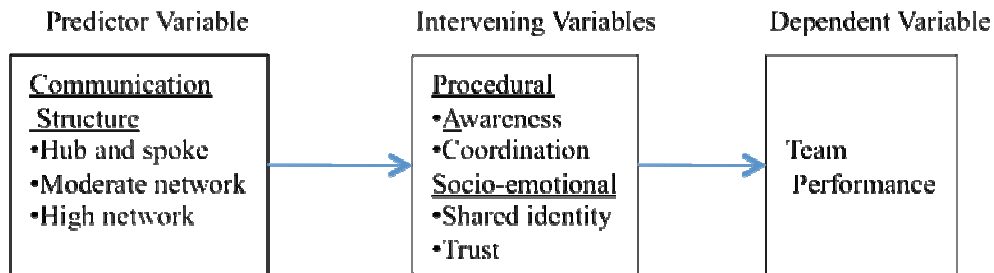 Predictor Variable
Intervening Variables
Dependent Variable
Communication
Structure
•Hub and spoke
•Moderate network
•High network
Procedural
•Awareness
•Coordination
Socio-emotional
•Shared identity
•Trust
Team
Performance